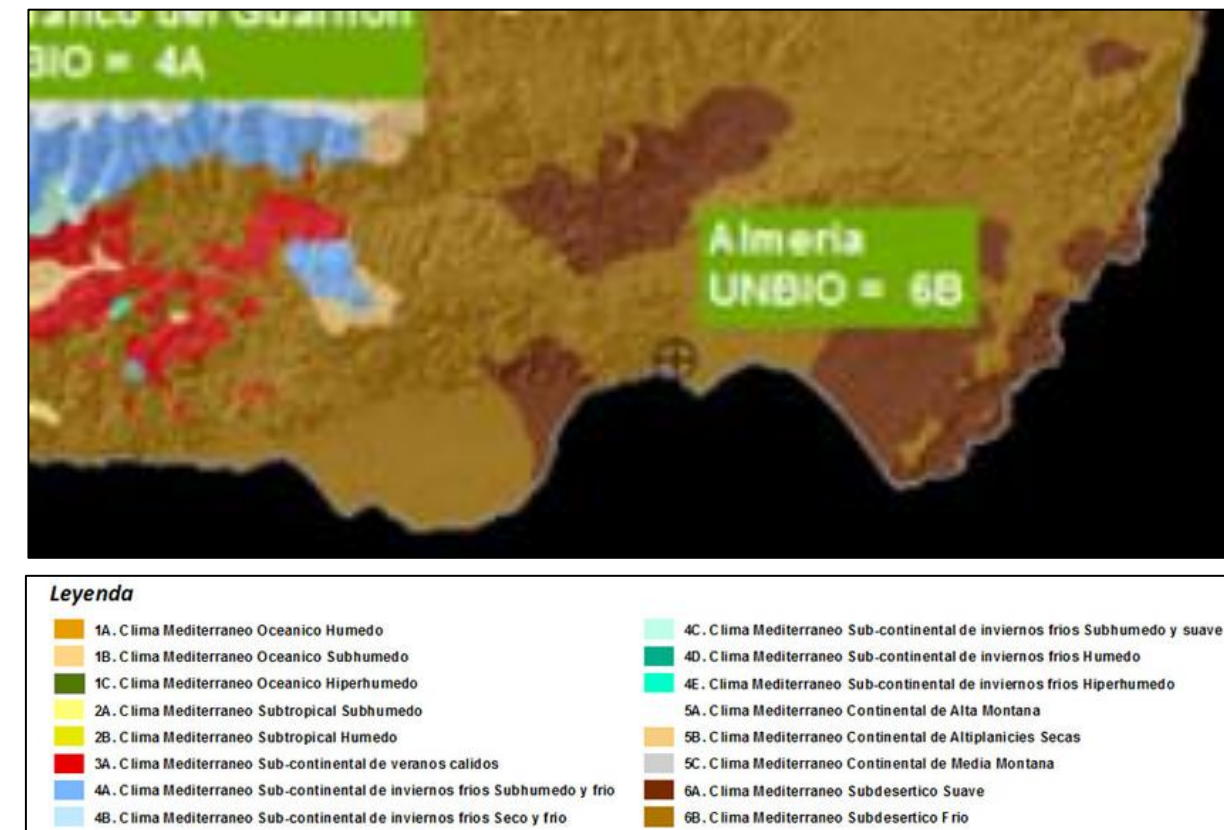 BIO = 4A
Almeria
UNBIO = 6B
Leyenda
1A. Clima Mediterraneo Oceanico Humedo
1B. Clima Mediterraneo Oceanico Subhumedo
1C. Clima Mediterraneo Oceanico Hiperhumedo
2A. Clima Mediterraneo Subtropical Subhumedo
2B. Clima Mediterraneo Subtropical Humedo
3A. Clima Mediterraneo Sub-continental de veranos calidos
4A. Clima Mediterraneo Sub-continental de inviernos frios Subhumedo y frio
4B. Clima Mediterraneo Sub-continental de inviernos frios Seco y frio
4C. Clima Mediterraneo Sub-continental de inviernos frios Subhumedo y suave
4D. Clima Mediterraneo Sub-continental de inviernos frios Humedo
4E. Clima Mediterraneo Sub-continental de inviernos frios Hiperhumedo
5A. Clima Mediterraneo Continental de Alta Montana
5B. Clima Mediterraneo Continental de Altiplanicies Secas
5C. Clima Mediterraneo Continental de Media Montana
6A. Clima Mediterraneo Subdesertico Suave
6B. Clima Mediterraneo Subdesertico Frio